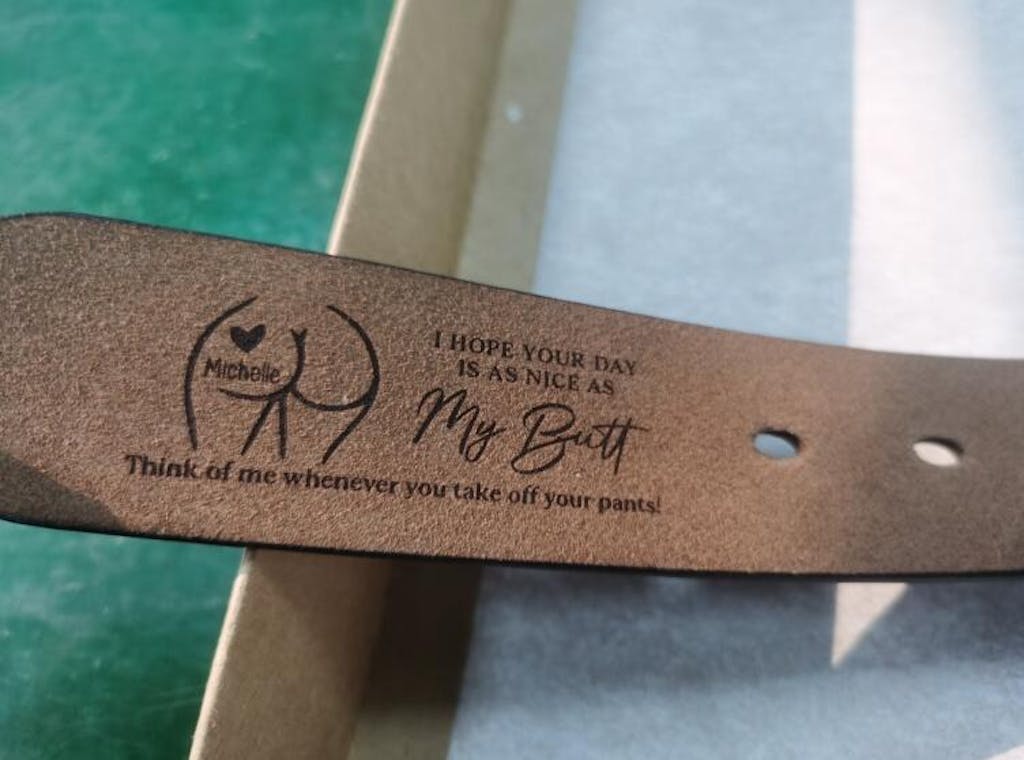 Michelle
I HOPE YOUR DAY
IS AS NICE AS
My Butt
Think of me whenever you take off your pants!